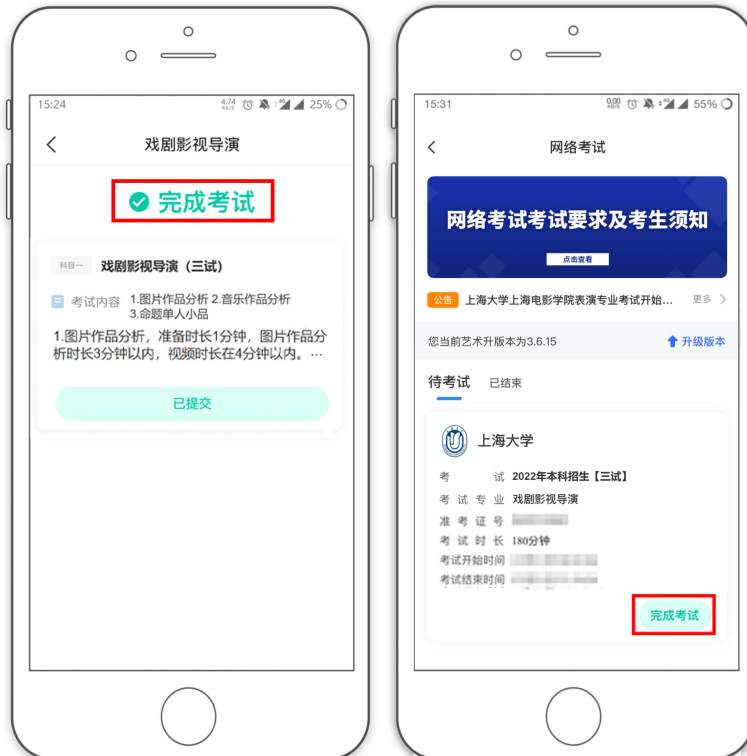 15:24
4.74
KB/S
4G
25%
戏剧影视导演
完成考试
科目一
戏剧影视导演（三试）
考试内容
1.图片作品分析 2.音乐作品分析
3.命题单人小品
1.图片作品分析，准备时长1分钟，图片作品分
析时长3分钟以内，视频时长在4分钟以内。…
已提交
15:31
0.00
KB/S
4G
55%
网络考试
网络考试考试要求及考生须知
点击查看
公告
上海大学上海电影学院表演专业考试开始...
更多
您当前艺术升版本为3.6.15
升级版本
待考试
已结束
上海大学
考试 2022年本科招生【三试】
考试专业 戏剧影视导演
准考证号
考试时长 180分钟
考试开始时间
考试结束时间
完成考试